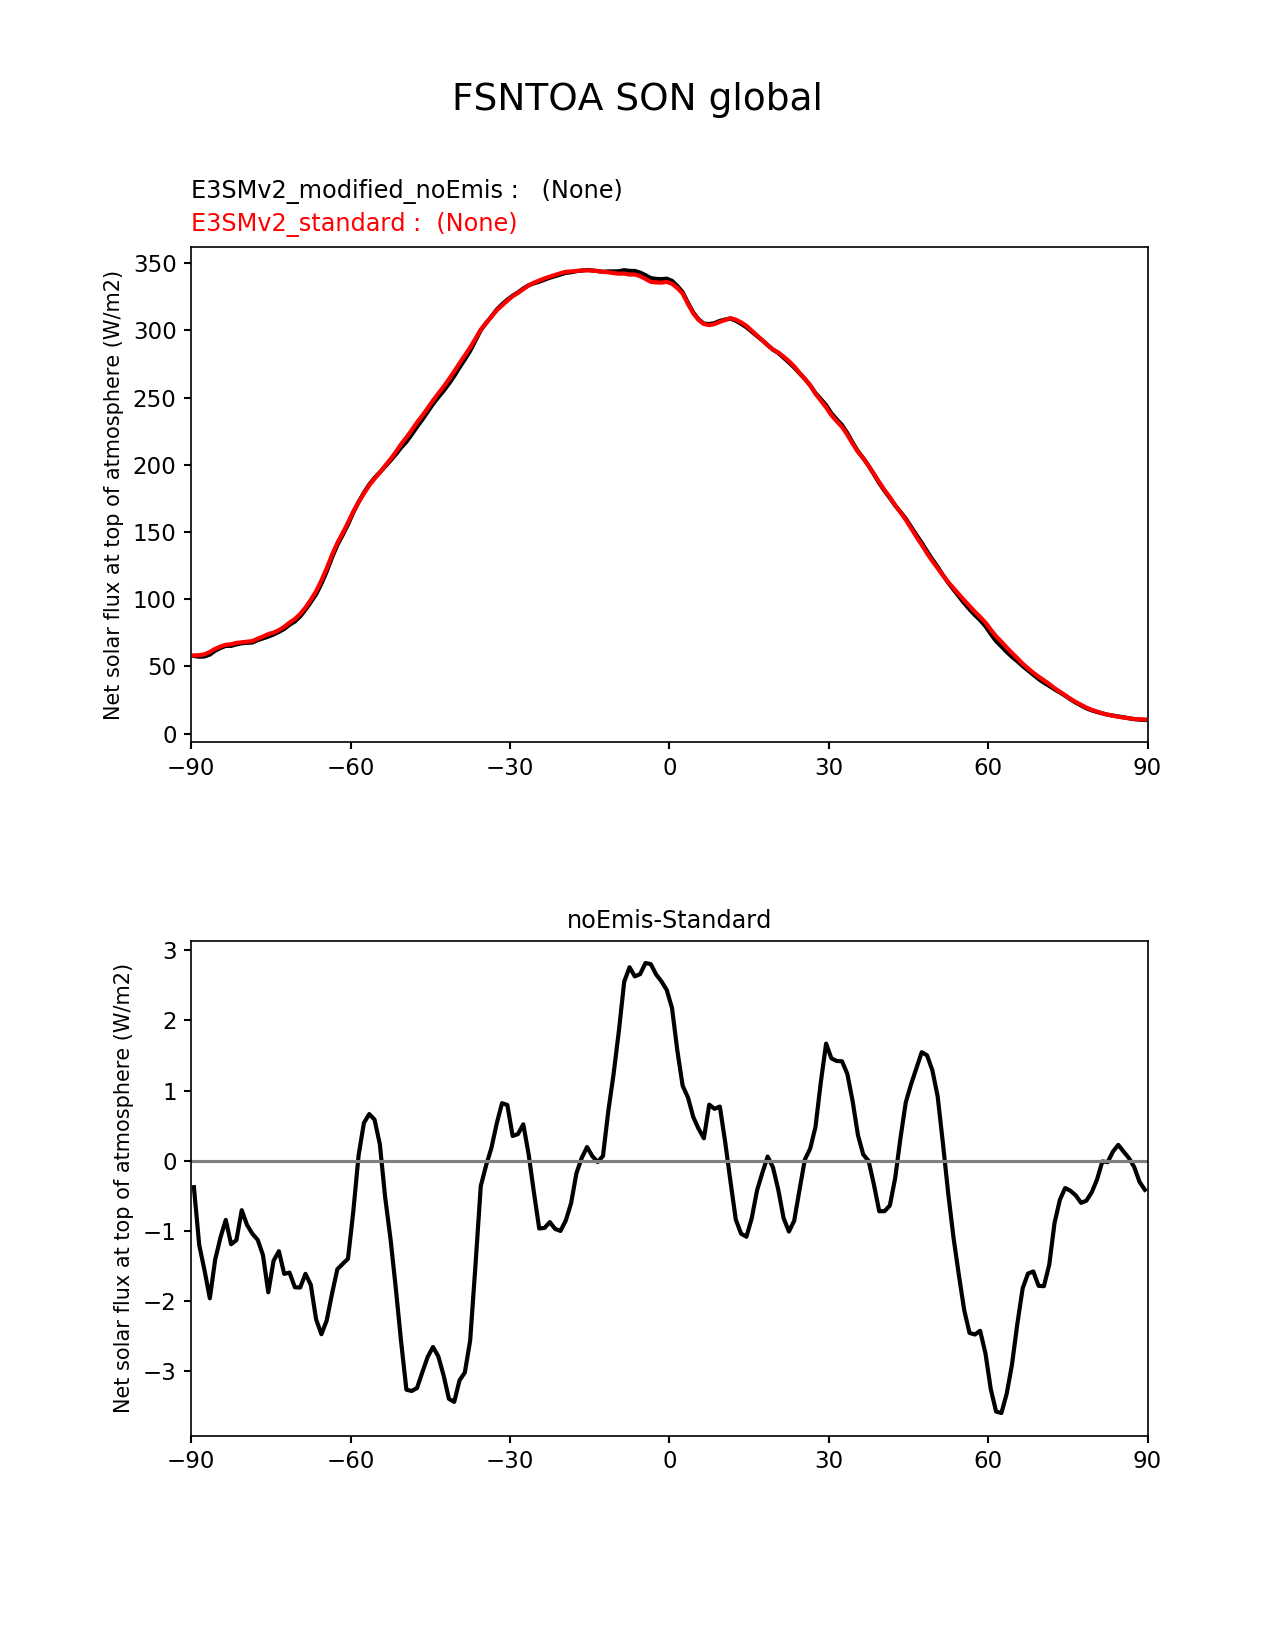 FSNTOA SON global
E3SMv2_modified_noEmis :   (None)
E3SMv2_standard :  (None)
Net solar flux at top of atmosphere (W/m2)
350
300
250
200
150
100
50
0
−90 −60 −30 0 30 60 90
noEmis-Standard
Net solar flux at top of atmosphere (W/m2)
3
2
1
0
−1
−2
−3
−90 −60 −30 0 30 60 90